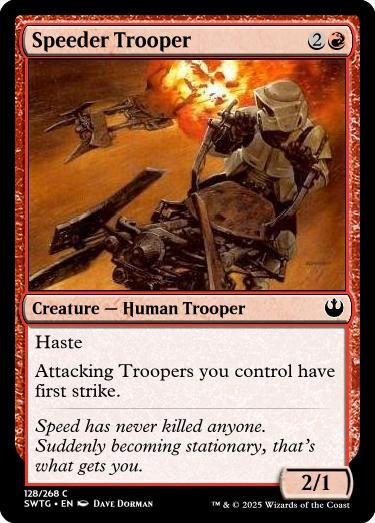 Speeder Trooper 2
Creature — Human Trooper
Haste
Attacking Troopers you control have
first strike.
Speed has never killed anyone.
Suddenly becoming stationary, that's
what gets you.
2/1
128/268 C
SWTG • EN Dave Dorman
™ & © 2025 Wizards of the Coast